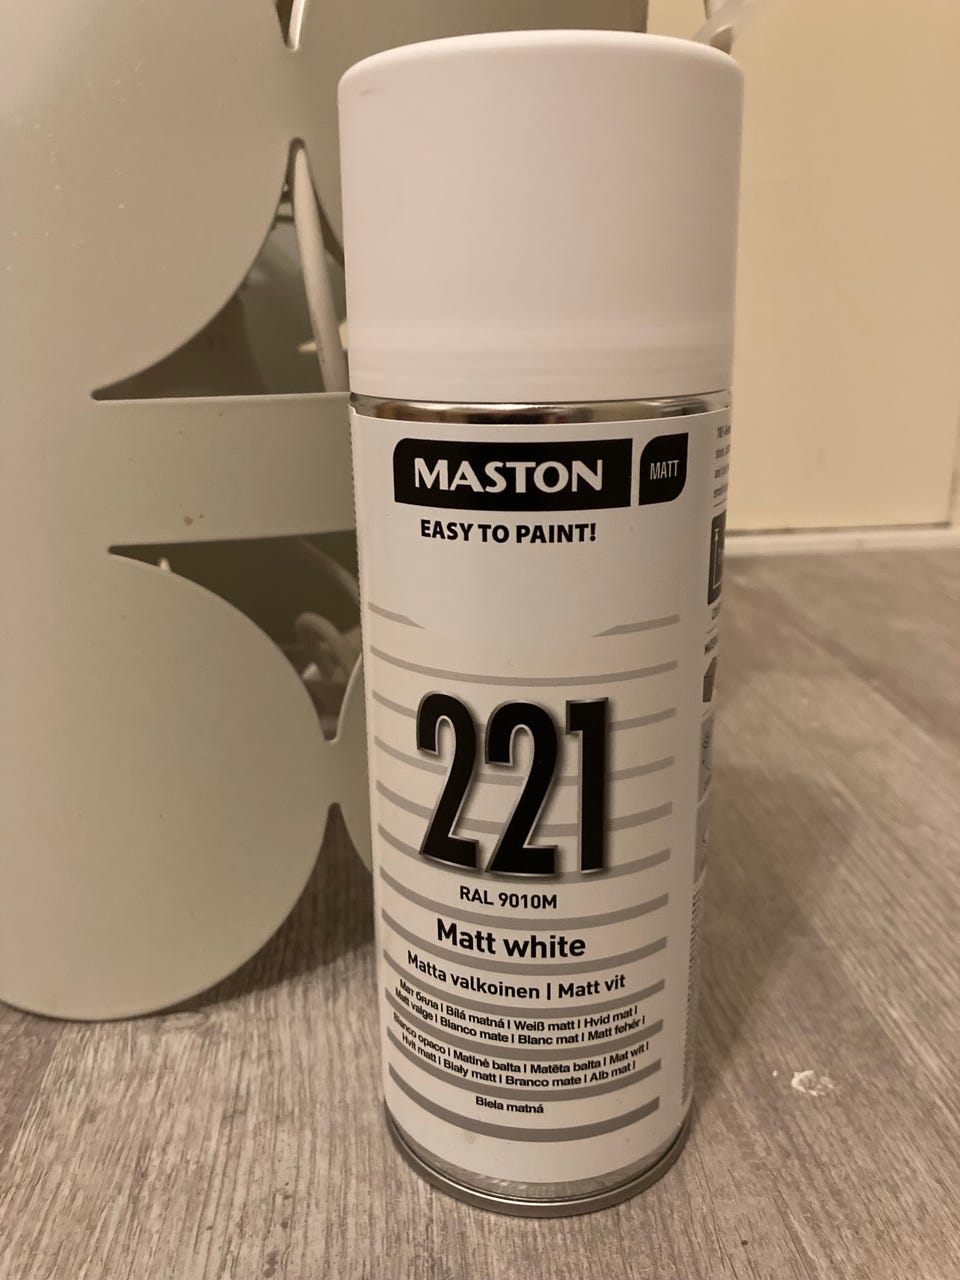 MASTON
MATT
EASY TO PAINT!
221
RAL 9010M
Matt white
Matta valkoinen | Matt vit
Мат бяла | Bílá matná | Weiß matt | Hvid mat |
Matt valge | Blanco mate | Blanc mat | Matt fehér |
Bianco opaco | Matinė balta | Matēta balta | Mat wit |
Hvit matt | Biały matt | Branco mate | Alb mat |
Biela matná